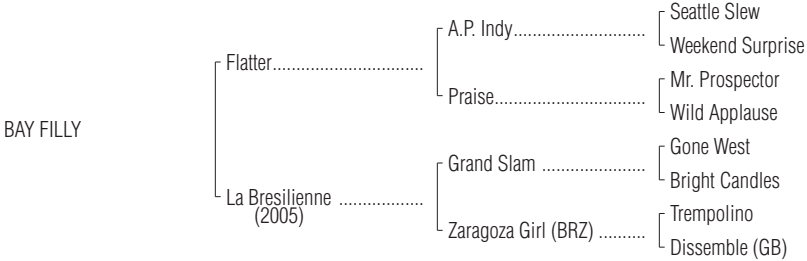 Seattle Slew
A.P. Indy..............................
Weekend Surprise
Flatter..................................
Mr. Prospector
Praise..................................
Wild Applause
BAY FILLY
Gone West
Grand Slam .......................
Bright Candles
La Bresilienne ...................
(2005)
Trempolino
Zaragoza Girl (BRZ) ..........
Dissemble (GB)